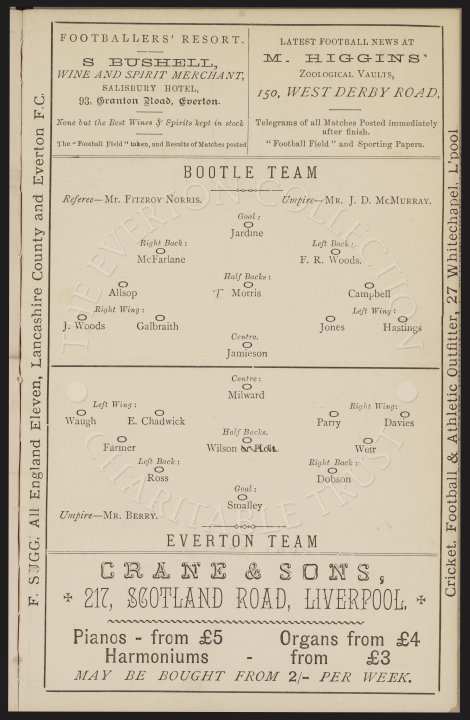 FOOTBALLERS' RESORT.
S BUSHELL,
WINE AND SPIRIT MERCHANT,
SALISBURY HOTEL,
93, Granton Road, Everton.
None but the Best Wines & Spirits kept in stock
The "Football Field" taken, and Results of Matches posted
LATEST FOOTBALL NEWS AT
M. HIGGINS'
ZOOLOGICAL VAULTS,
150, WEST DERBY ROAD,
Telegrams of all Matches Posted immediately
after finish.
"Football Field" and Sporting Papers.
F. SUGG, All England Eleven, Lancashire County and Everton F.C.
BOOTLE TEAM
Referee—MR. FITZROY NORRIS. Umpire—MR. J. D. MCMURRAY.
Goal:
Jardine
Right Back: Left Back:
McFarlane F. R. Woods.
Half Backs:
Allsop F Morris Campbell
Right Wing: Left Wing:
J. Woods Galbraith Jones Hastings
Centre.
Jamieson
Centre:
Milward
Left Wing: Right Wing:
Waugh E. Chadwick Parry Davies
Half Backs.
Farmer Wilson or Holt Weir
Left Back: Right Back:
Ross Dobson
Goal:
Smalley
Umpire—MR. BERRY.
EVERTON TEAM
CRANE & SONS,
217, SCOTLAND ROAD, LIVERPOOL.
Pianos - from £5 Organs from £4
Harmoniums - from £3
MAY BE BOUGHT FROM 2/- PER WEEK.
Cricket, Football & Athletic Outfitter, 27 Whitechapel, L'pool
THE EVERTON COLLECTION
CHARITABLE TRUST